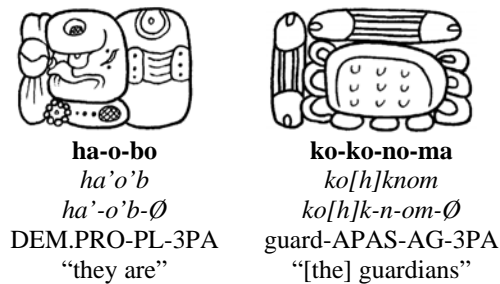 ha-o-bo ko-ko-no-ma
ha'o'b ko[h]knom
ha'-o'b-Ø ko[h]k-n-om-Ø
DEM.PRO-PL-3PA guard-APAS-AG-3PA
“they are” “[the] guardians”